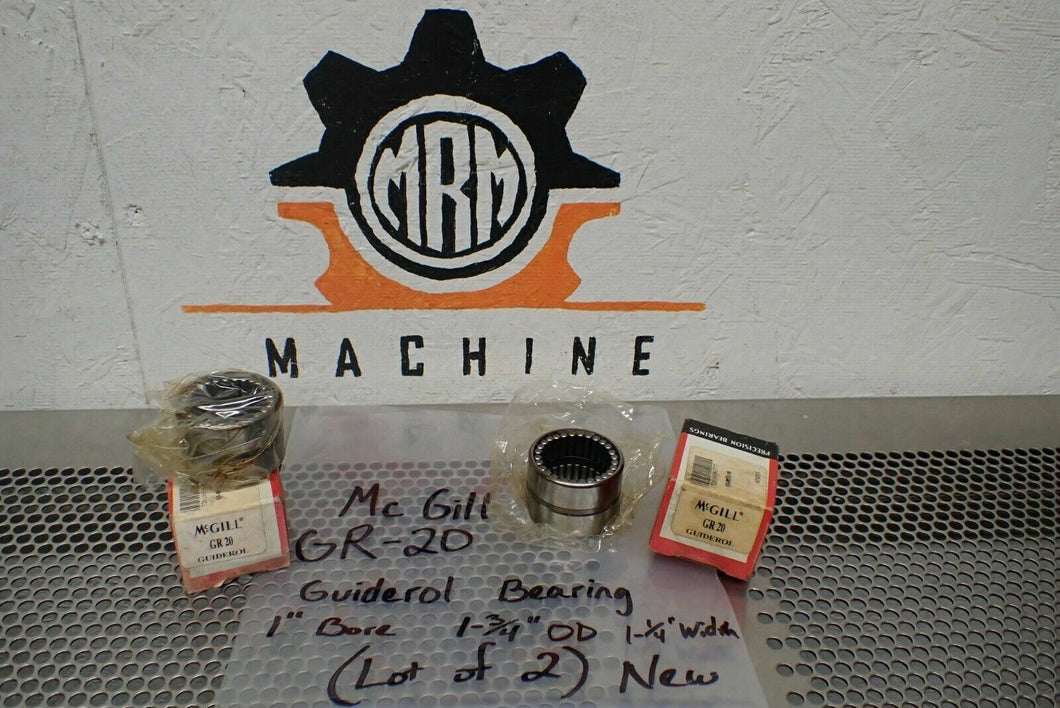 MRM
MACHINE
PRECISION BEARINGS
McGILL®
GR 20
GUIDEROL
McGILL®
GR 20
GUIDEROL
Mc Gill
GR-20
Guiderol Bearing
1" Bore 1-3/4" OD 1-1/4" Width
(Lot of 2) New